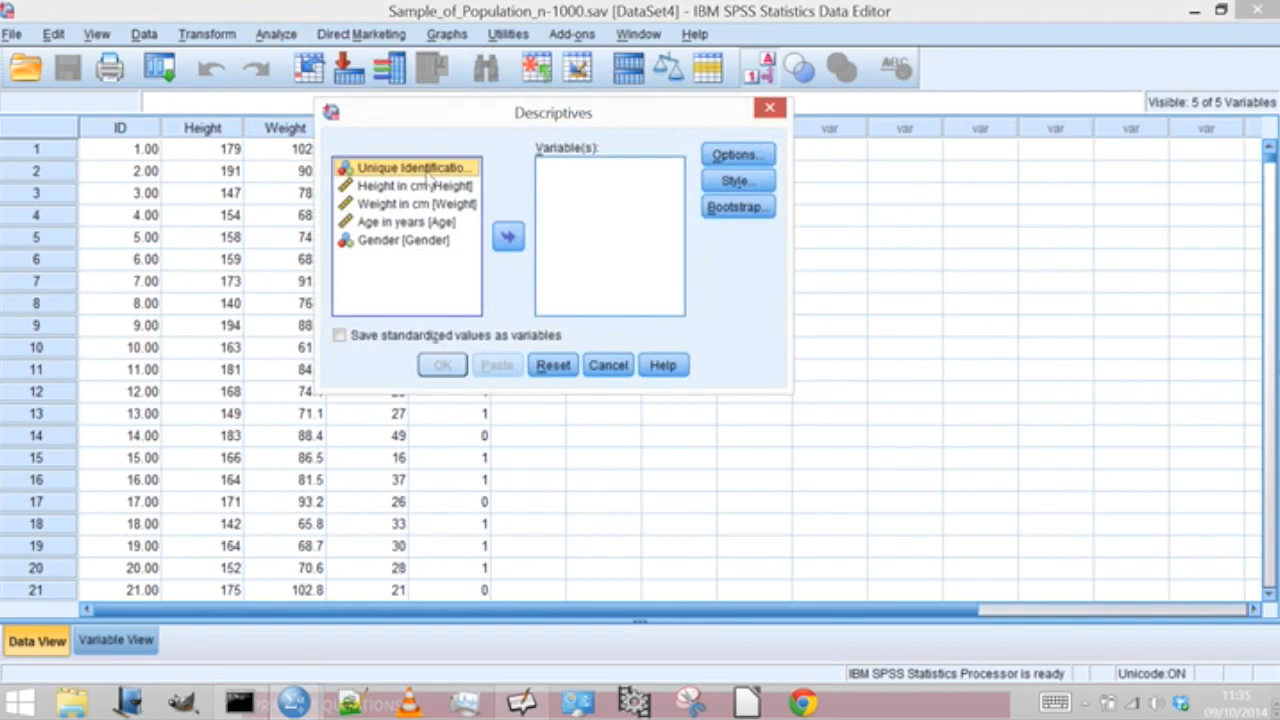 Sample_of_Population_n-1000.sav [DataSet4] - IBM SPSS Statistics Data Editor
File Edit View Data Transform Analyze Direct Marketing Graphs Utilities Add-ons Window Help
Visible: 5 of 5 Variables
ID Height Weight var var var var var var
1 1.00 179 102
2 2.00 191 90
3 3.00 147 78
4 4.00 154 68
5 5.00 158 74
6 6.00 159 68
7 7.00 173 91
8 8.00 140 76
9 9.00 194 88
10 10.00 163 61
11 11.00 181 84
12 12.00 168 74
13 13.00 149 71.1 27 1
14 14.00 183 88.4 49 0
15 15.00 166 86.5 16 1
16 16.00 164 81.5 37 1
17 17.00 171 93.2 26 0
18 18.00 142 65.8 33 1
19 19.00 164 68.7 30 1
20 20.00 152 70.6 28 1
21 21.00 175 102.8 21 0
Descriptives
Variable(s):
Unique Identificatio...
Height in cm [Height]
Weight in cm [Weight]
Age in years [Age]
Gender [Gender]
Options...
Style...
Bootstrap...
Save standardized values as variables
OK Paste Reset Cancel Help
Data View Variable View
IBM SPSS Statistics Processor is ready Unicode:ON
11:35
09/10/2014